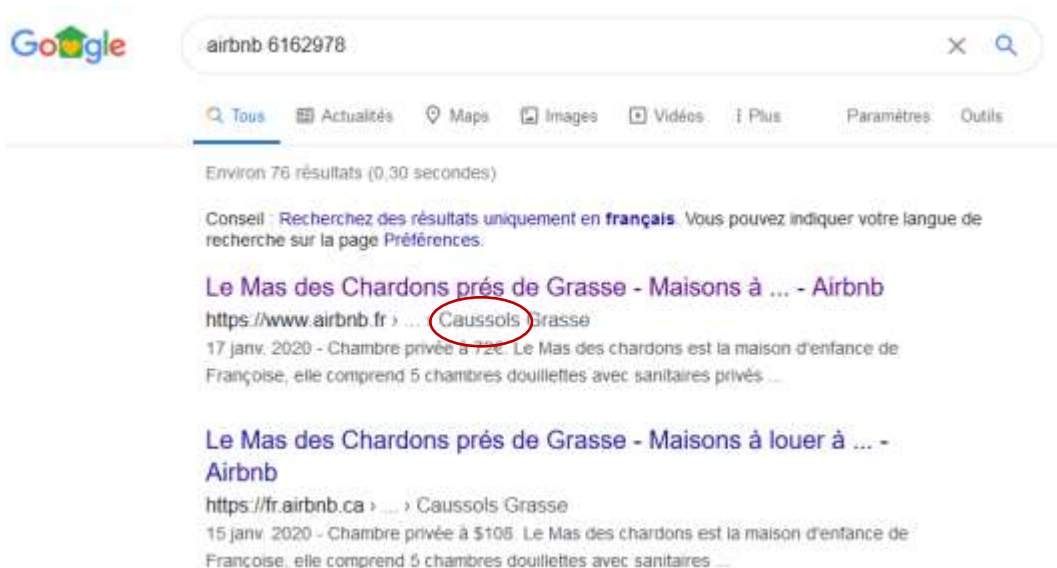 Google
airbnb 6162978
Tous Actualités Maps Images Vidéos Plus Paramètres Outils
Environ 76 résultats (0,30 secondes)
Conseil : Recherchez des résultats uniquement en français. Vous pouvez indiquer votre langue de
recherche sur la page Préférences.
Le Mas des Chardons prés de Grasse - Maisons à ... - Airbnb
https://www.airbnb.fr › ... › Caussols Grasse
17 janv. 2020 - Chambre privée à 72€. Le Mas des chardons est la maison d'enfance de
Françoise, elle comprend 5 chambres douillettes avec sanitaires privés ...
Le Mas des Chardons prés de Grasse - Maisons à louer à ... -
Airbnb
https://fr.airbnb.ca › ... › Caussols Grasse
15 janv. 2020 - Chambre privée à Le Mas des chardons est la maison d'enfance de
Françoise, elle comprend 5 chambres douillettes avec sanitaires ...